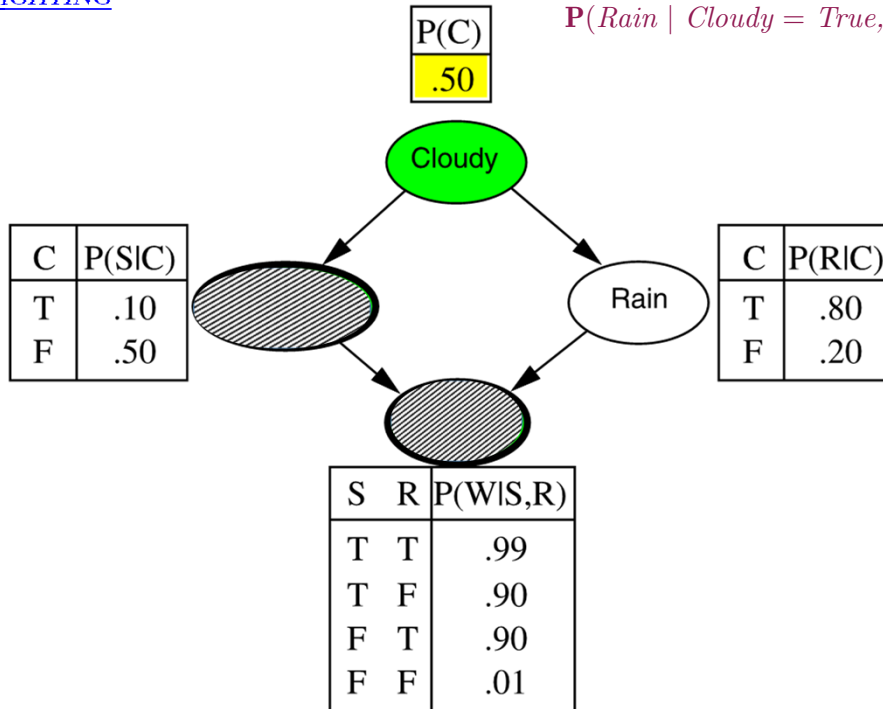 P(Rain | Cloudy = True,
P(C)
.50
Cloudy
C P(S|C)
T .10
F .50
Rain
C P(R|C)
T .80
F .20
S R P(W|S,R)
T T .99
T F .90
F T .90
F F .01